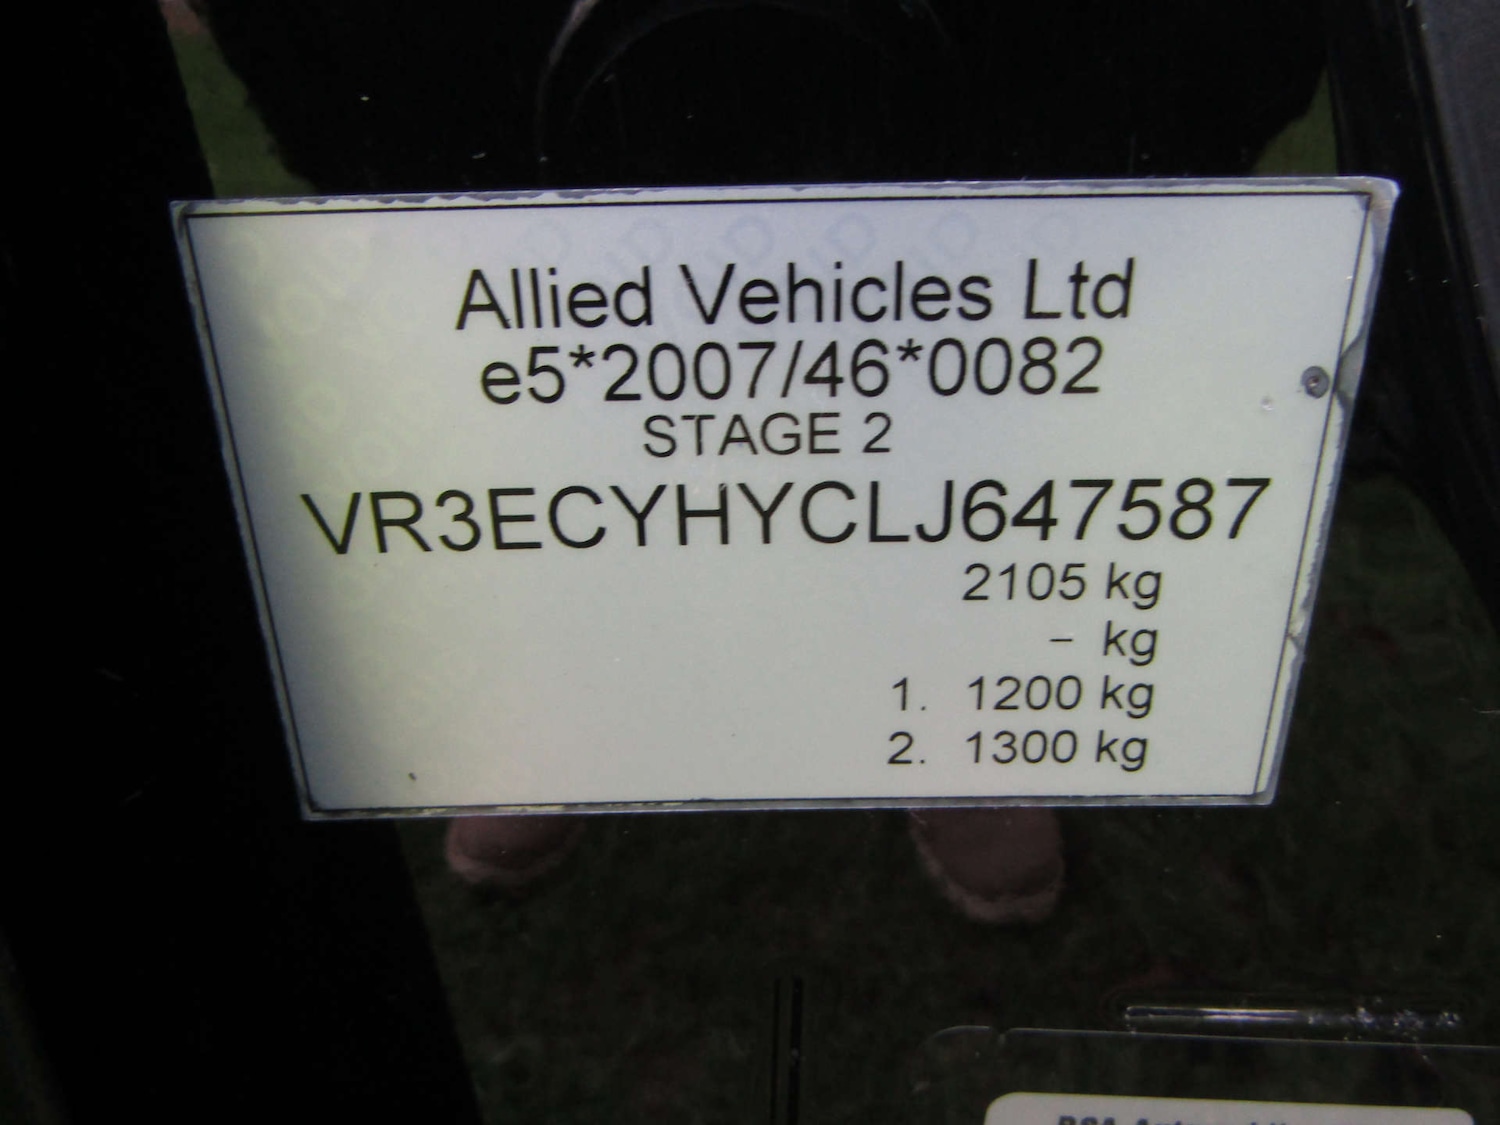 Allied Vehicles Ltd
e5*2007/46*0082
STAGE 2
VR3ECYHYCLJ647587
2105 kg
– kg
1. 1200 kg
2. 1300 kg